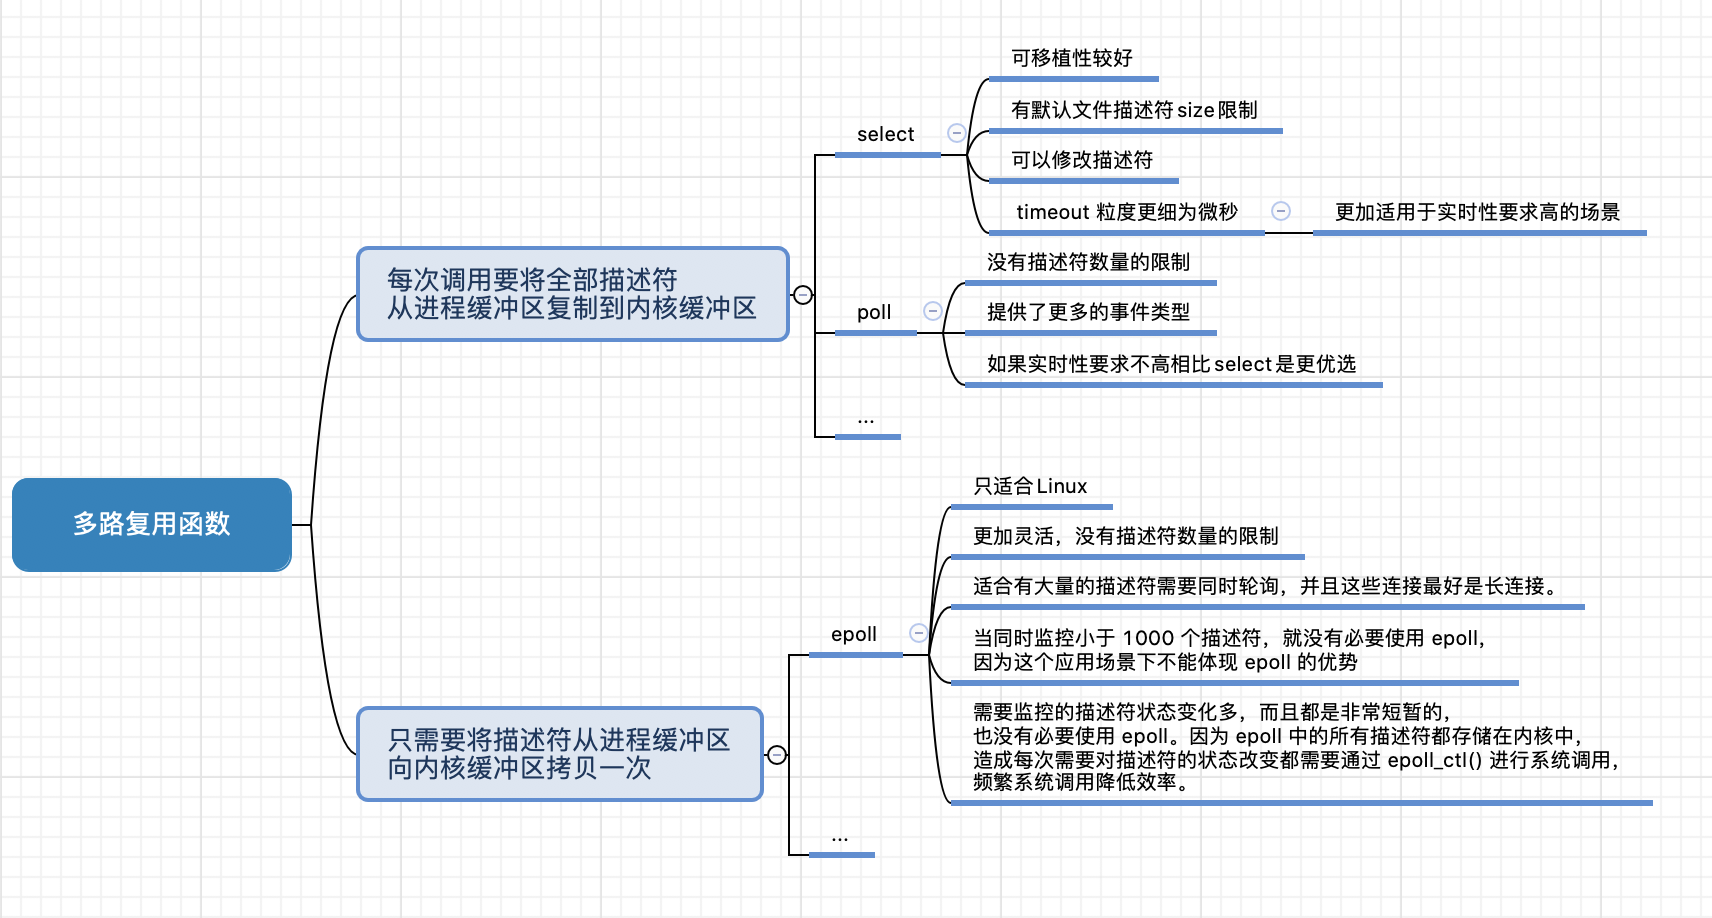 多路复用函数
每次调用要将全部描述符
从进程缓冲区复制到内核缓冲区
select
可移植性较好
有默认文件描述符size限制
可以修改描述符
timeout 粒度更细为微秒
更加适用于实时性要求高的场景
poll
没有描述符数量的限制
提供了更多的事件类型
如果实时性要求不高相比select是更优选
...
只需要将描述符从进程缓冲区
向内核缓冲区拷贝一次
epoll
只适合Linux
更加灵活，没有描述符数量的限制
适合有大量的描述符需要同时轮询，并且这些连接最好是长连接。
当同时监控小于 1000 个描述符，就没有必要使用 epoll，
因为这个应用场景下不能体现 epoll 的优势
需要监控的描述符状态变化多，而且都是非常短暂的，
也没有必要使用 epoll。因为 epoll 中的所有描述符都存储在内核中，
造成每次需要对描述符的状态改变都需要通过 epoll_ctl() 进行系统调用，
频繁系统调用降低效率。
...